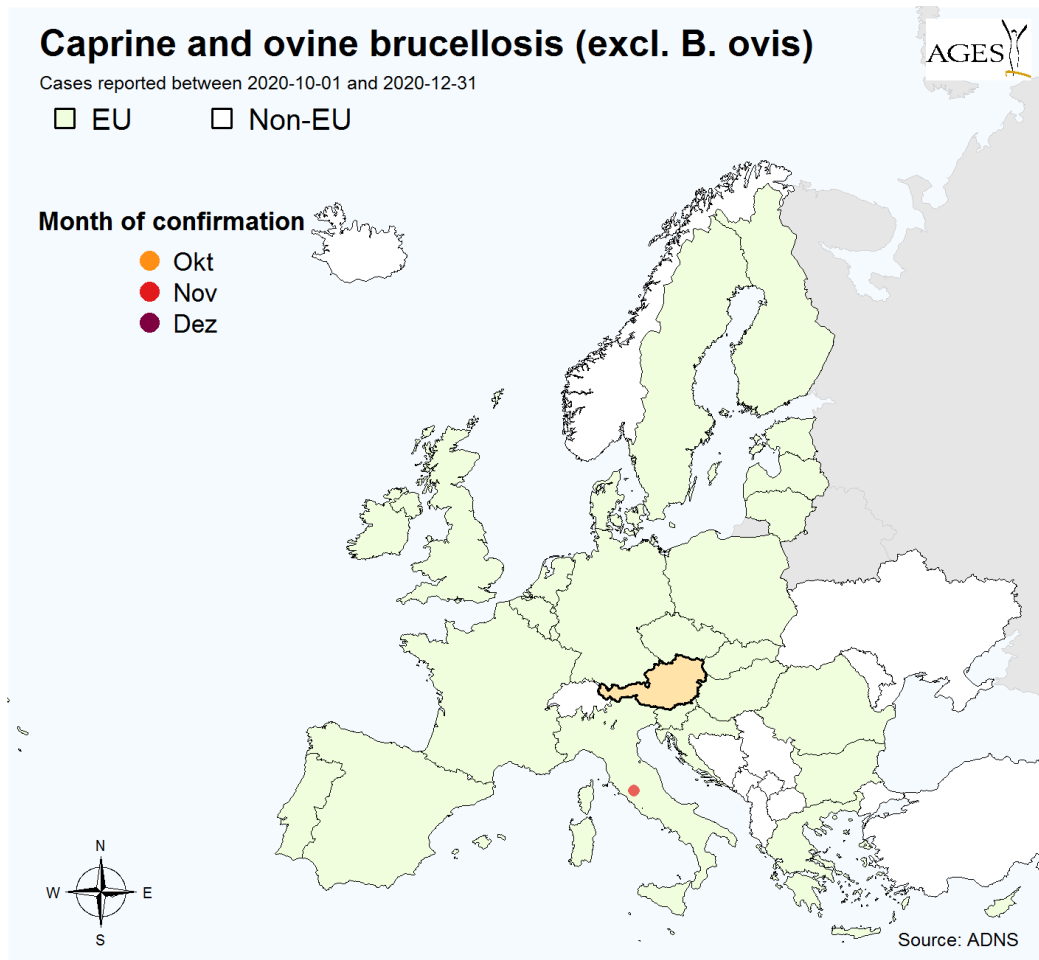 Caprine and ovine brucellosis (excl. B. ovis)
AGES
Cases reported between 2020-10-01 and 2020-12-31
EU Non-EU
Month of confirmation
Okt
Nov
Dez
N
W E
S
Source: ADNS